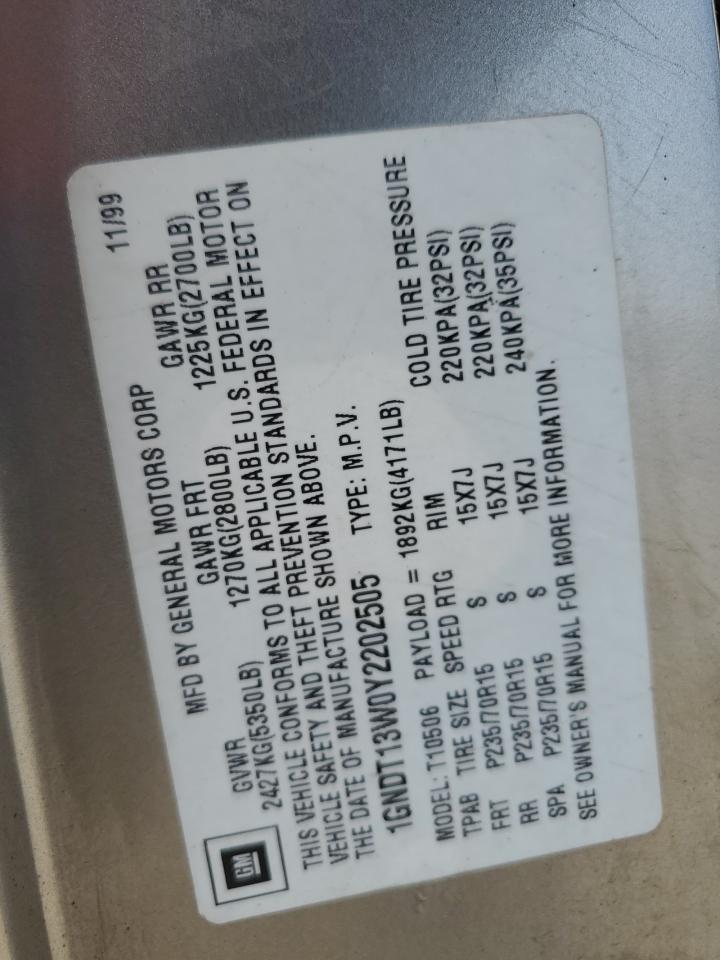 MFD BY GENERAL MOTORS CORP 11/99
GM
GVWR GAWR FRT GAWR RR
2427KG(5350LB) 1270KG(2800LB) 1225KG(2700LB)
THIS VEHICLE CONFORMS TO ALL APPLICABLE U.S. FEDERAL MOTOR
VEHICLE SAFETY AND THEFT PREVENTION STANDARDS IN EFFECT ON
THE DATE OF MANUFACTURE SHOWN ABOVE.
1GNDT13W0Y2202505 TYPE: M.P.V.
MODEL: T10506 PAYLOAD = 1892KG(4171LB)
TPAB TIRE SIZE SPEED RTG RIM COLD TIRE PRESSURE
FRT P235/70R15 S 15X7J 220KPA(32PSI)
RR P235/70R15 S 15X7J 220KPA(32PSI)
SPA P235/70R15 S 15X7J 240KPA(35PSI)
SEE OWNER'S MANUAL FOR MORE INFORMATION.